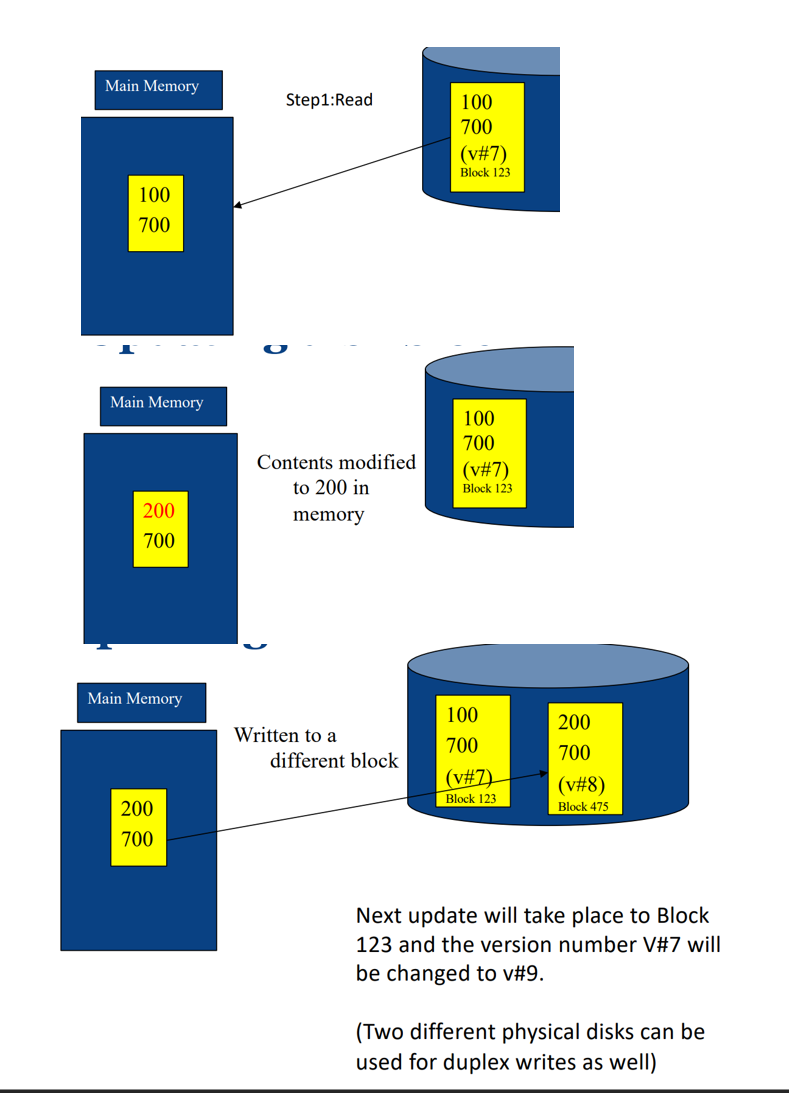 Main Memory
Step1:Read
100
700
(v#7)
Block 123
100
700
Main Memory
Contents modified
to 200 in
memory
100
700
(v#7)
Block 123
200
700
Main Memory
Written to a
different block
100
700
(v#7)
Block 123
200
700
(v#8)
Block 475
200
700
Next update will take place to Block
123 and the version number V#7 will
be changed to v#9.
(Two different physical disks can be
used for duplex writes as well)